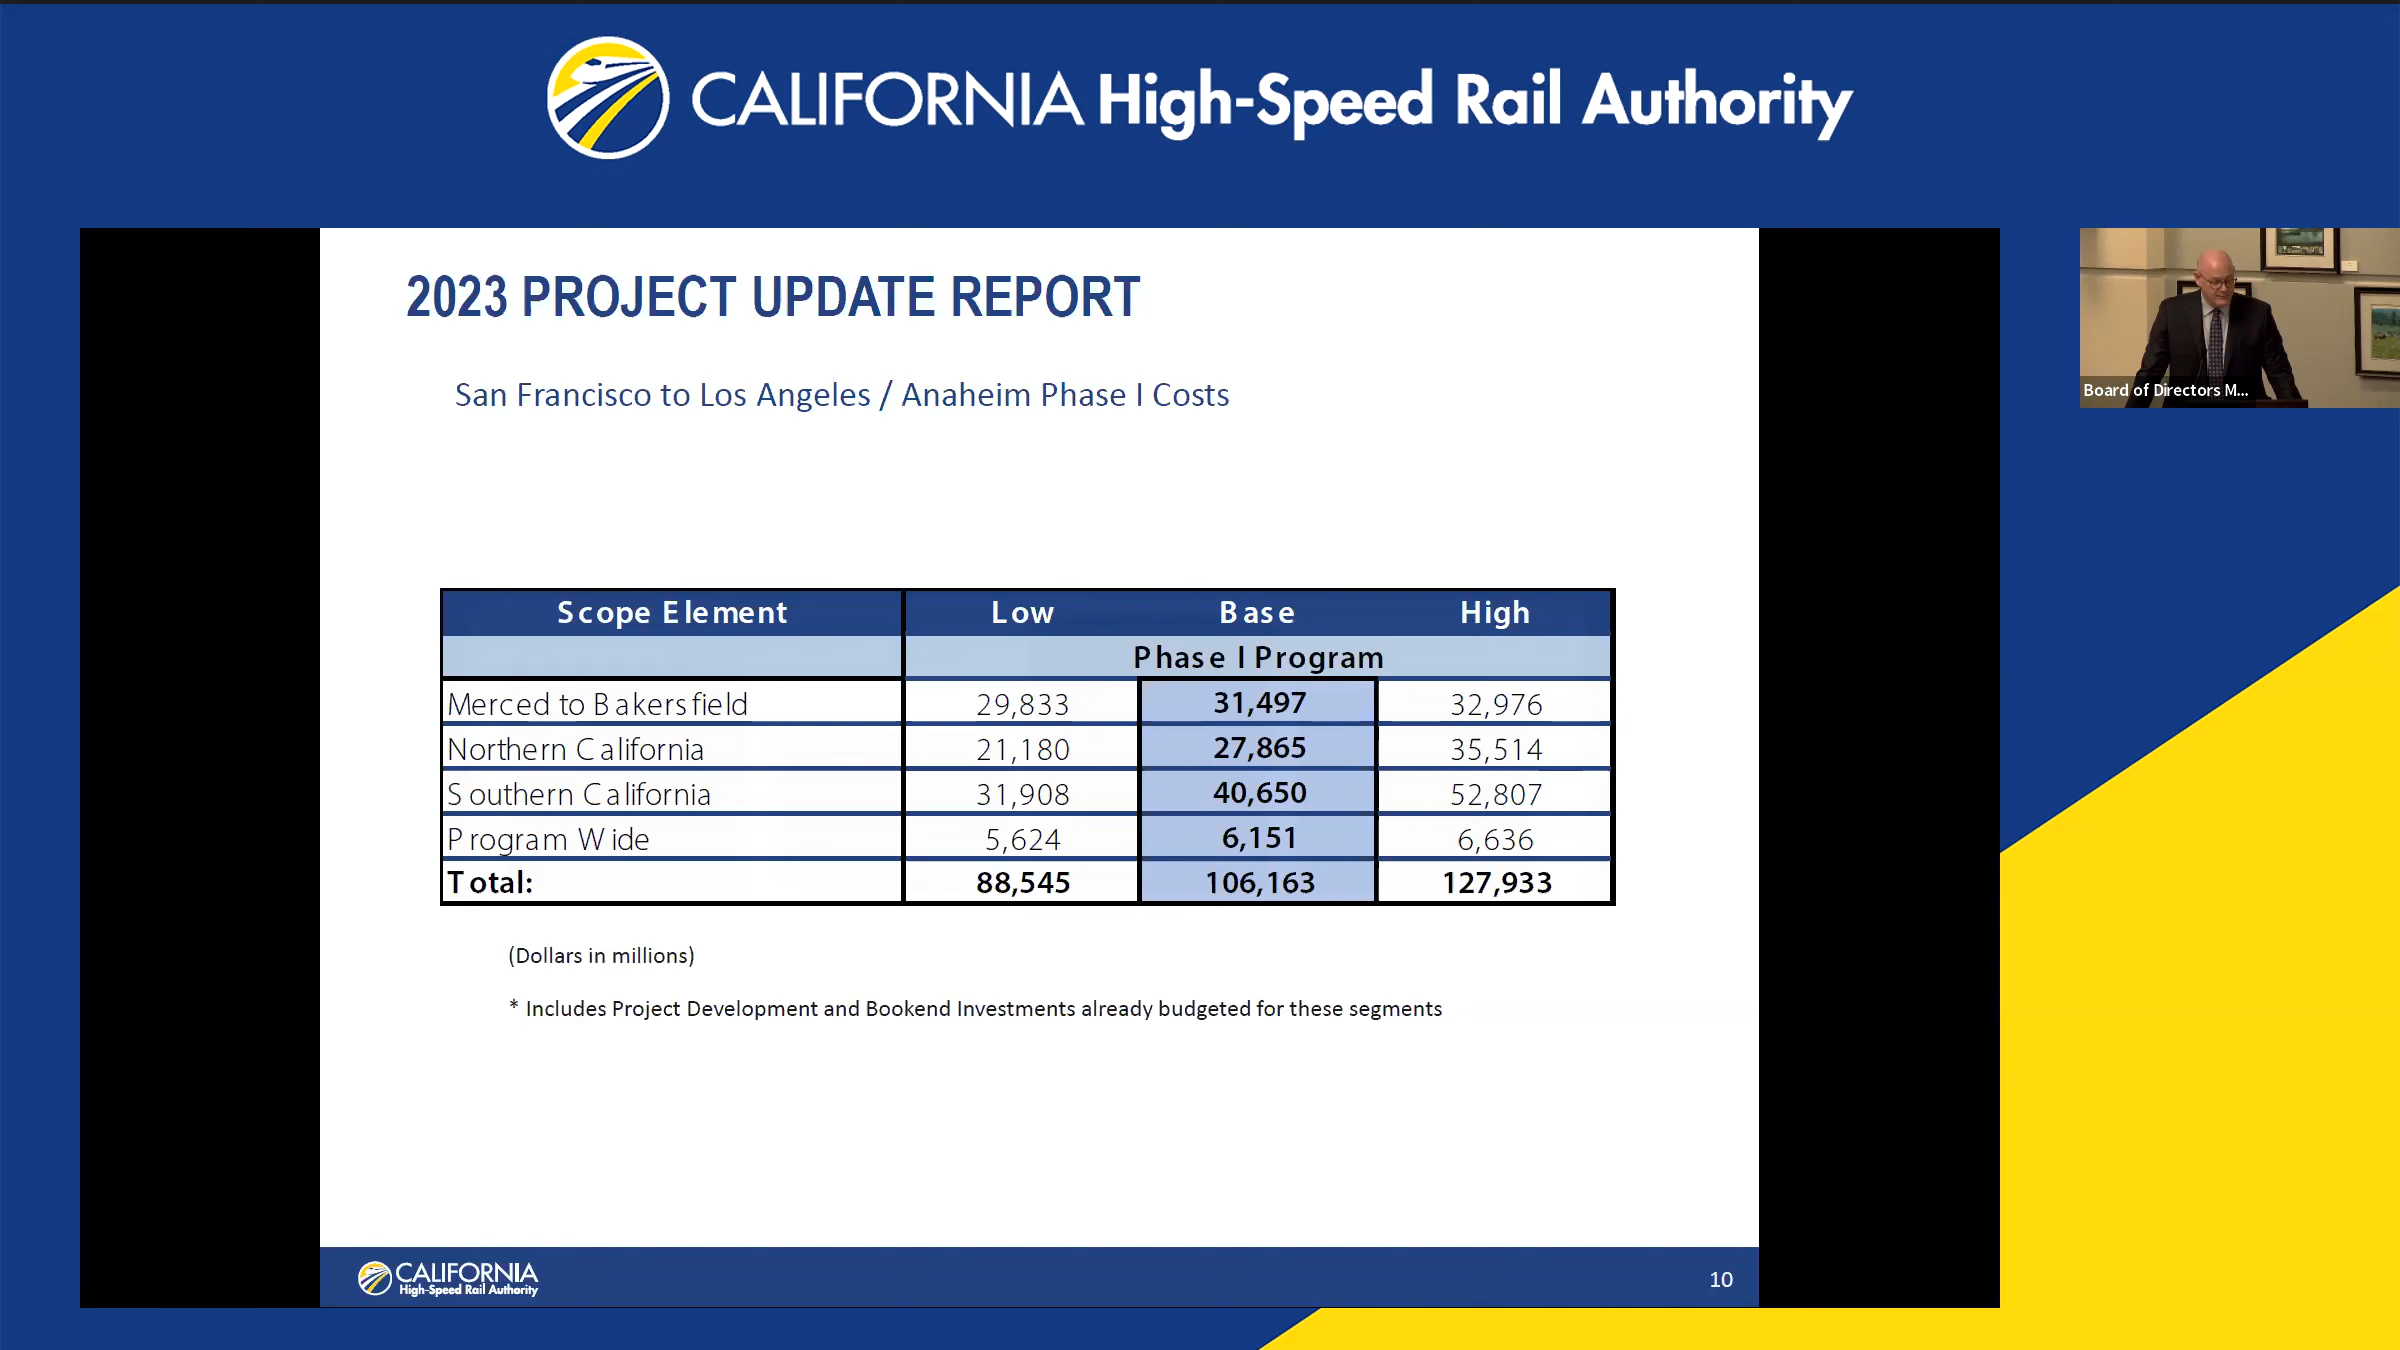 CALIFORNIA High-Speed Rail Authority
2023 PROJECT UPDATE REPORT
San Francisco to Los Angeles / Anaheim Phase I Costs
Scope Element Low Base High
Phase I Program
Merced to Bakersfield 29,833 31,497 32,976
Northern California 21,180 27,865 35,514
Southern California 31,908 40,650 52,807
Program Wide 5,624 6,151 6,636
Total: 88,545 106,163 127,933
(Dollars in millions)
* Includes Project Development and Bookend Investments already budgeted for these segments
CALIFORNIA
High-Speed Rail Authority
10
Board of Directors M...